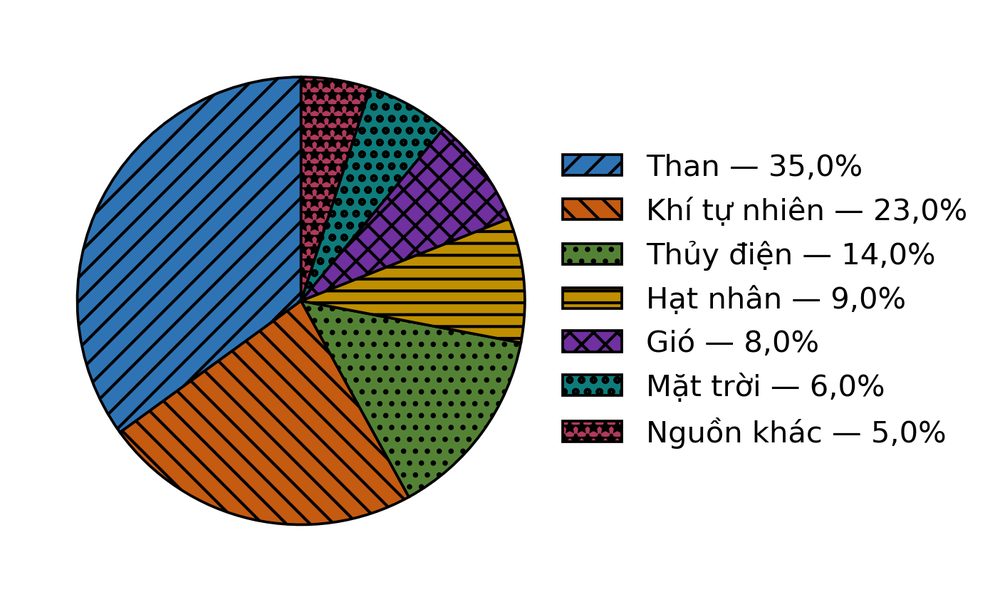 Than — 35,0%
Khí tự nhiên — 23,0%
Thủy điện — 14,0%
Hạt nhân — 9,0%
Gió — 8,0%
Mặt trời — 6,0%
Nguồn khác — 5,0%